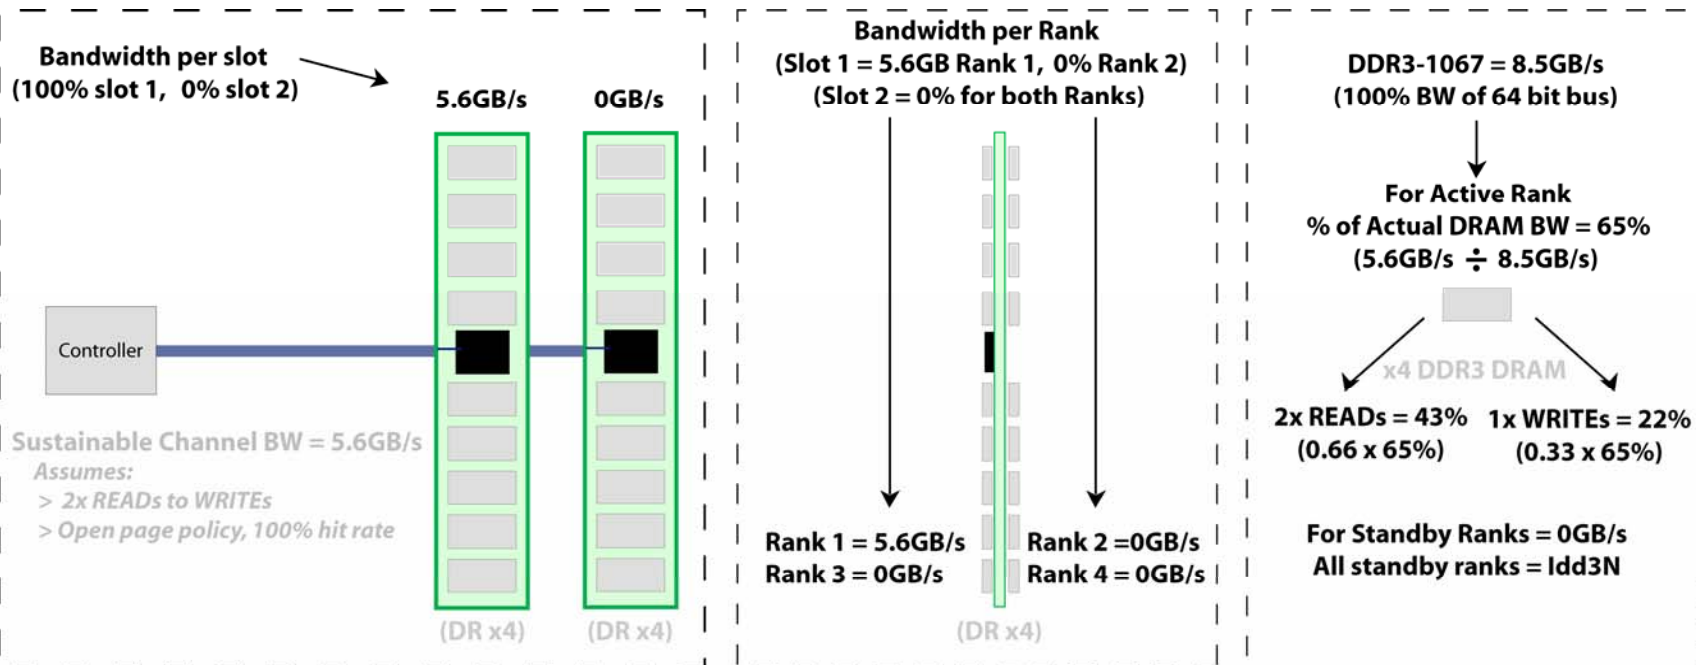 Bandwidth per slot
(100% slot 1, 0% slot 2)
5.6GB/s
0GB/s
Controller
Sustainable Channel BW = 5.6GB/s
Assumes:
> 2x READs to WRITEs
> Open page policy, 100% hit rate
(DR x4)
(DR x4)
Bandwidth per Rank
(Slot 1 = 5.6GB Rank 1, 0% Rank 2)
(Slot 2 = 0% for both Ranks)
Rank 1 = 5.6GB/s
Rank 3 = 0GB/s
Rank 2 =0GB/s
Rank 4 = 0GB/s
(DR x4)
DDR3-1067 = 8.5GB/s
(100% BW of 64 bit bus)
For Active Rank
% of Actual DRAM BW = 65%
(5.6GB/s ÷ 8.5GB/s)
x4 DDR3 DRAM
2x READs = 43%
(0.66 x 65%)
1x WRITEs = 22%
(0.33 x 65%)
For Standby Ranks = 0GB/s
All standby ranks = Idd3N